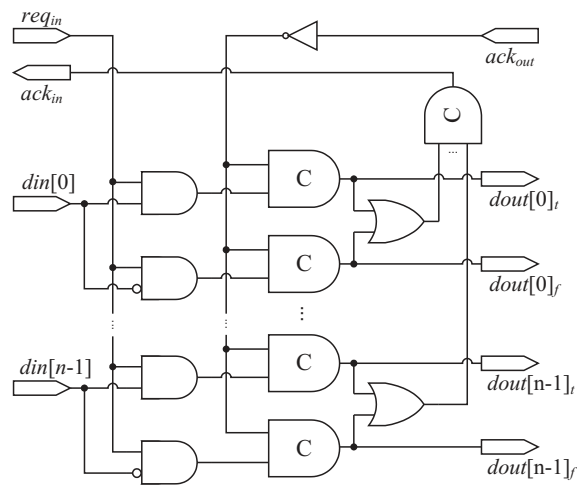 req_in
ack_out
ack_in
C
...
din[0]
C
dout[0]_t
C
dout[0]_f
...
...
...
din[n-1]
C
dout[n-1]_t
C
dout[n-1]_f